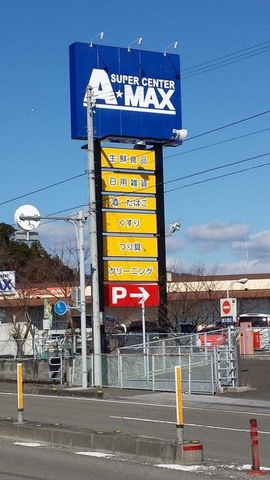 SUPER CENTER
A★MAX
生鮮食品
日用雑貨
酒・たばこ
くすり
つり具
クリーニング
P→
MAX